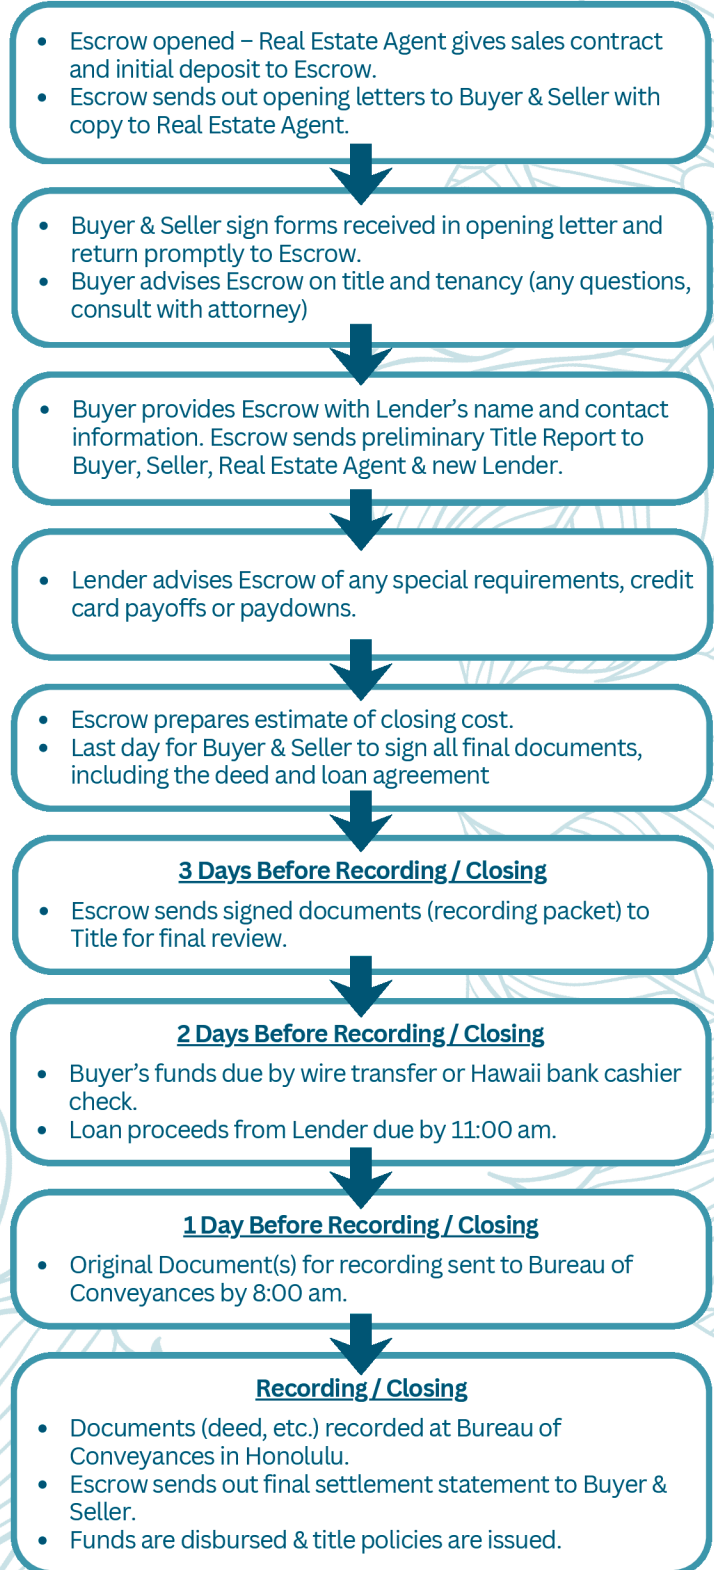 • Escrow opened – Real Estate Agent gives sales contract
and initial deposit to Escrow.
• Escrow sends out opening letters to Buyer & Seller with
copy to Real Estate Agent.
• Buyer & Seller sign forms received in opening letter and
return promptly to Escrow.
• Buyer advises Escrow on title and tenancy (any questions,
consult with attorney)
• Buyer provides Escrow with Lender’s name and contact
information. Escrow sends preliminary Title Report to
Buyer, Seller, Real Estate Agent & new Lender.
• Lender advises Escrow of any special requirements, credit
card payoffs or paydowns.
• Escrow prepares estimate of closing cost.
• Last day for Buyer & Seller to sign all final documents,
including the deed and loan agreement
3 Days Before Recording / Closing
• Escrow sends signed documents (recording packet) to
Title for final review.
2 Days Before Recording / Closing
• Buyer’s funds due by wire transfer or Hawaii bank cashier
check.
• Loan proceeds from Lender due by 11:00 am.
1 Day Before Recording / Closing
• Original Document(s) for recording sent to Bureau of
Conveyances by 8:00 am.
Recording / Closing
• Documents (deed, etc.) recorded at Bureau of
Conveyances in Honolulu.
• Escrow sends out final settlement statement to Buyer &
Seller.
• Funds are disbursed & title policies are issued.